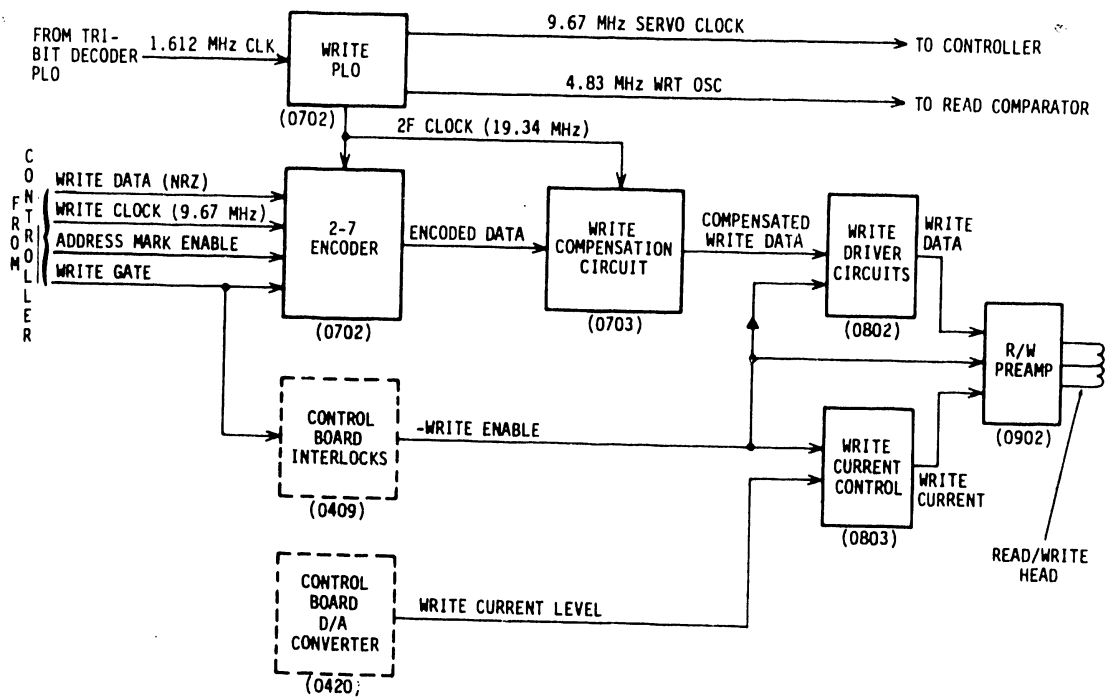 FROM TRI-
BIT DECODER
PLO
1.612 MHz CLK
WRITE
PLO
(0702)
9.67 MHz SERVO CLOCK
TO CONTROLLER
4.83 MHz WRT OSC
TO READ COMPARATOR
2F CLOCK (19.34 MHz)
FROM
CONTROLLER
WRITE DATA (NRZ)
WRITE CLOCK (9.67 MHz)
ADDRESS MARK ENABLE
WRITE GATE
2-7
ENCODER
(0702)
ENCODED DATA
WRITE
COMPENSATION
CIRCUIT
(0703)
COMPENSATED
WRITE DATA
WRITE
DRIVER
CIRCUITS
(0802)
WRITE
DATA
R/W
PREAMP
(0902)
CONTROL
BOARD
INTERLOCKS
(0409)
-WRITE ENABLE
WRITE
CURRENT
CONTROL
(0803)
WRITE
CURRENT
READ/WRITE
HEAD
CONTROL
BOARD
D/A
CONVERTER
(0420)
WRITE CURRENT LEVEL